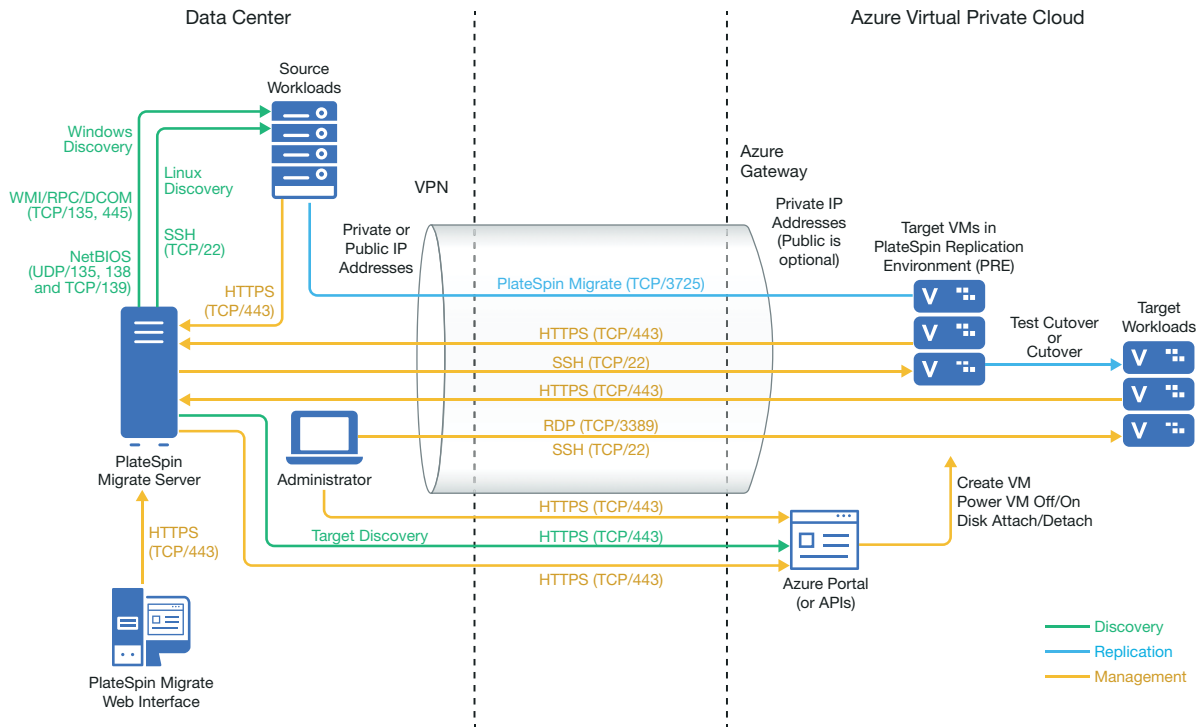 Data Center
Azure Virtual Private Cloud
Source
Workloads
Windows
Discovery
Linux
Discovery
WMI/RPC/DCOM
(TCP/135, 445)
SSH
(TCP/22)
NetBIOS
(UDP/135, 138
and TCP/139)
HTTPS
(TCP/443)
VPN
Private or
Public IP
Addresses
Azure
Gateway
Private IP
Addresses
(Public is
optional)
Target VMs in
PlateSpin Replication
Environment (PRE)
PlateSpin Migrate (TCP/3725)
V
HTTPS (TCP/443)
V
SSH (TCP/22)
V
Test Cutover
or
Cutover
Target
Workloads
V
HTTPS (TCP/443)
V
RDP (TCP/3389)
V
SSH (TCP/22)
PlateSpin
Migrate Server
Administrator
HTTPS (TCP/443)
Target Discovery
HTTPS (TCP/443)
HTTPS (TCP/443)
Create VM
Power VM Off/On
Disk Attach/Detach
Azure Portal
(or APIs)
HTTPS
(TCP/443)
PlateSpin Migrate
Web Interface
Discovery
Replication
Management